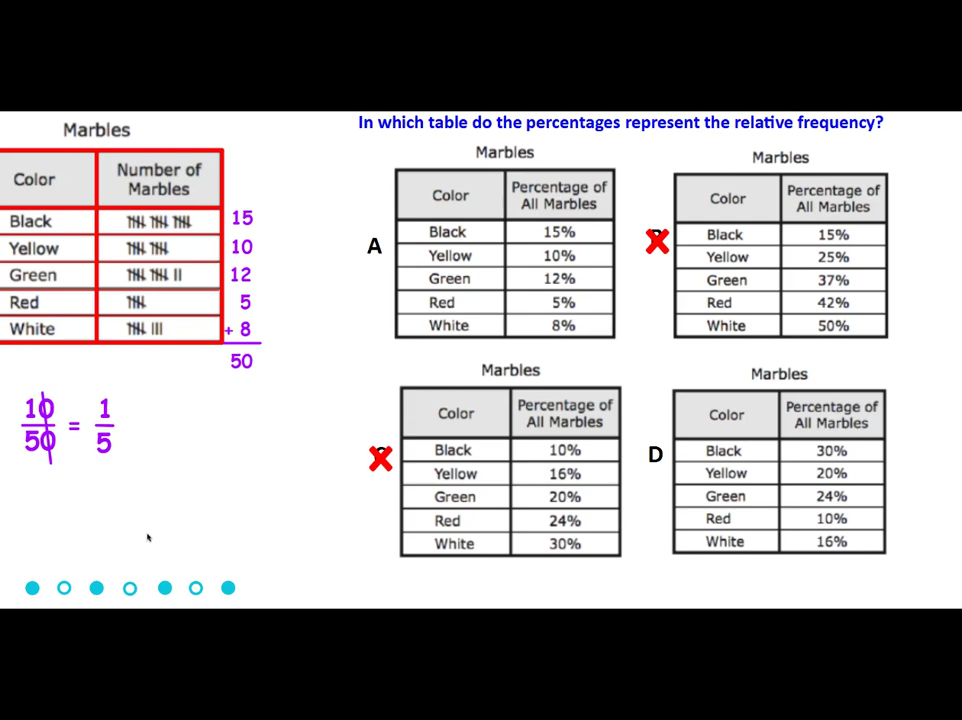 In which table do the percentages represent the relative frequency?
Marbles
Color Number of Marbles
Black 15
Yellow 10
Green 12
Red 5
White + 8
50
10/50 = 1/5
A
Marbles
Color Percentage of All Marbles
Black 15%
Yellow 10%
Green 12%
Red 5%
White 8%
Marbles
Color Percentage of All Marbles
Black 15%
Yellow 25%
Green 37%
Red 42%
White 50%
Marbles
Color Percentage of All Marbles
Black 10%
Yellow 16%
Green 20%
Red 24%
White 30%
D
Marbles
Color Percentage of All Marbles
Black 30%
Yellow 20%
Green 24%
Red 10%
White 16%